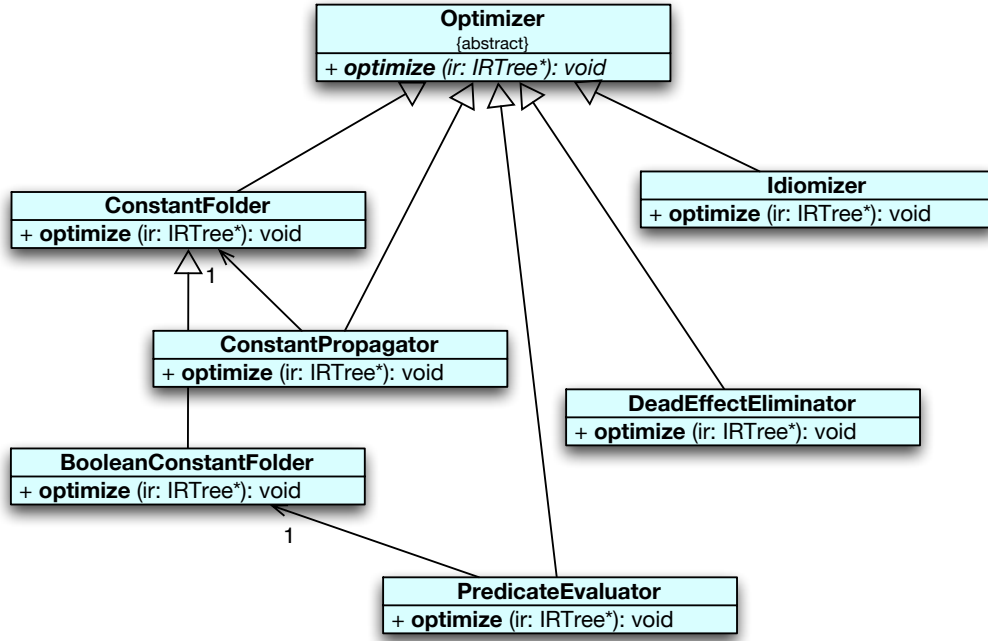 Optimizer
{abstract}
+ optimize (ir: IRTree*): void
Idiomizer
+ optimize (ir: IRTree*): void
ConstantFolder
+ optimize (ir: IRTree*): void
1
ConstantPropagator
+ optimize (ir: IRTree*): void
DeadEffectEliminator
+ optimize (ir: IRTree*): void
BooleanConstantFolder
+ optimize (ir: IRTree*): void
1
PredicateEvaluator
+ optimize (ir: IRTree*): void